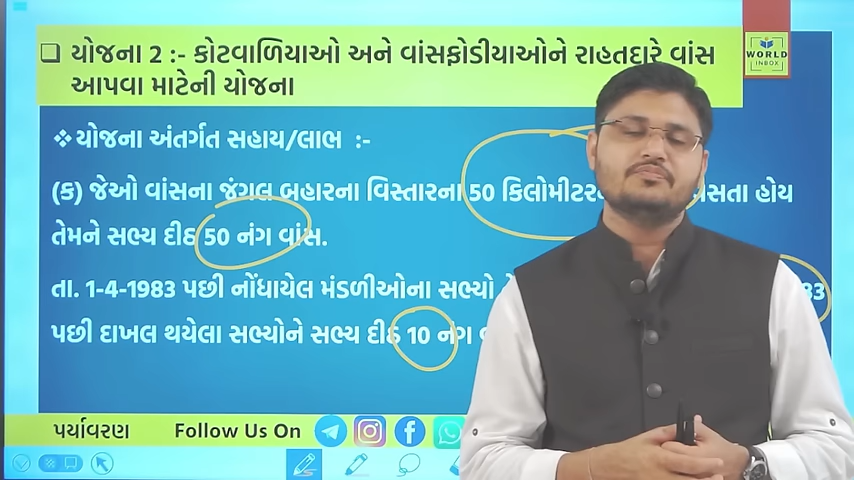 ❑ યોજના 2 :- કોટવાળિયાઓ અને વાંસફોડીયાઓને રાહતદારે વાંસ
આપવા માટેની યોજના
WORLD
INBOX
❖યોજના અંતર્ગત સહાય/લાભ :-
(ક) જેઓ વાંસના જંગલ બહારના વિસ્તારના 50 કિલોમીટર હોય
તેમને સભ્ય દીઠ 50 નંગ વાંસ.
તા. 1-4-1983 પછી નોંધાયેલ મંડળીઓના સભ્યો
પછી દાખલ થયેલા સભ્યોને સભ્ય દીઠ 10 નંગ
પર્યાવરણ Follow Us On